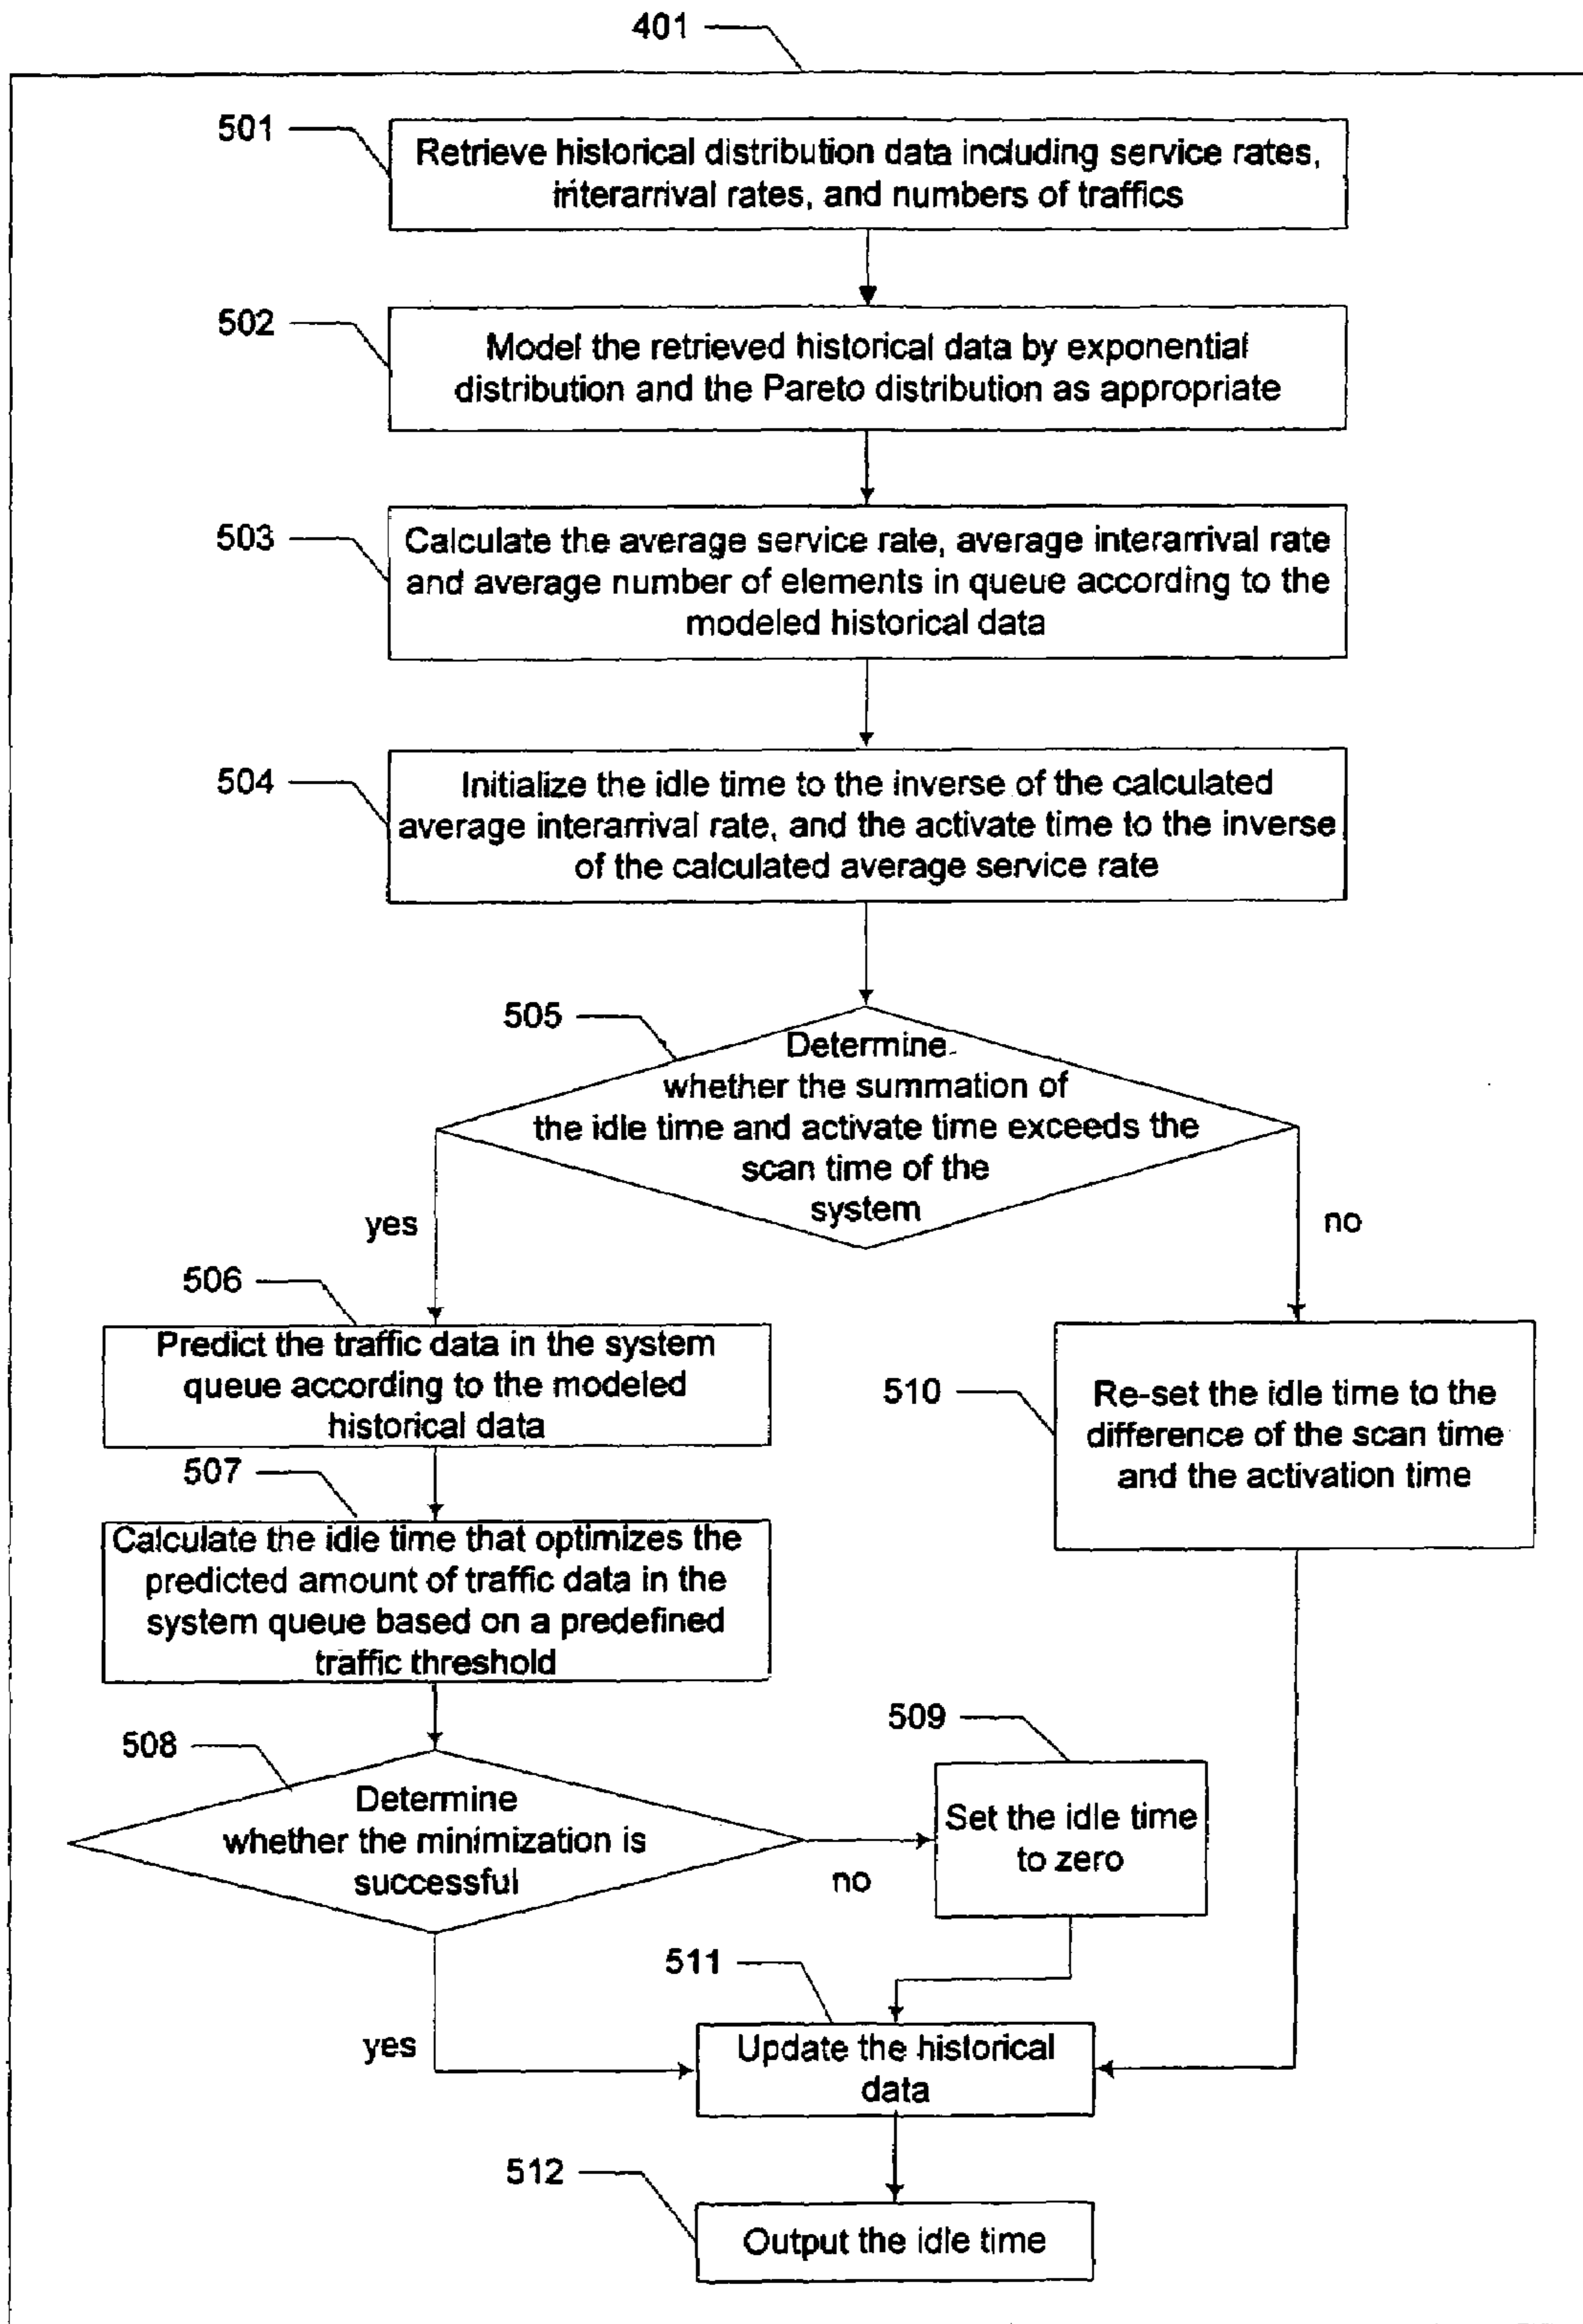 401
501
Retrieve historical distribution data including service rates,
interarrival rates, and numbers of traffics
502
Model the retrieved historical data by exponential
distribution and the Pareto distribution as appropriate
503
Calculate the average service rate, average interarrival rate
and average number of elements in queue according to the
modeled historical data
504
Initialize the idle time to the inverse of the calculated
average interarrival rate, and the activate time to the inverse
of the calculated average service rate
505
Determine
whether the summation of
the idle time and activate time exceeds the
scan time of the
system
yes
no
506
Predict the traffic data in the system
queue according to the modeled
historical data
510
Re-set the idle time to the
difference of the scan time
and the activation time
507
Calculate the idle time that optimizes the
predicted amount of traffic data in the
system queue based on a predefined
traffic threshold
508
Determine
whether the minimization is
successful
no
509
Set the idle time
to zero
yes
511
Update the historical
data
512
Output the idle time